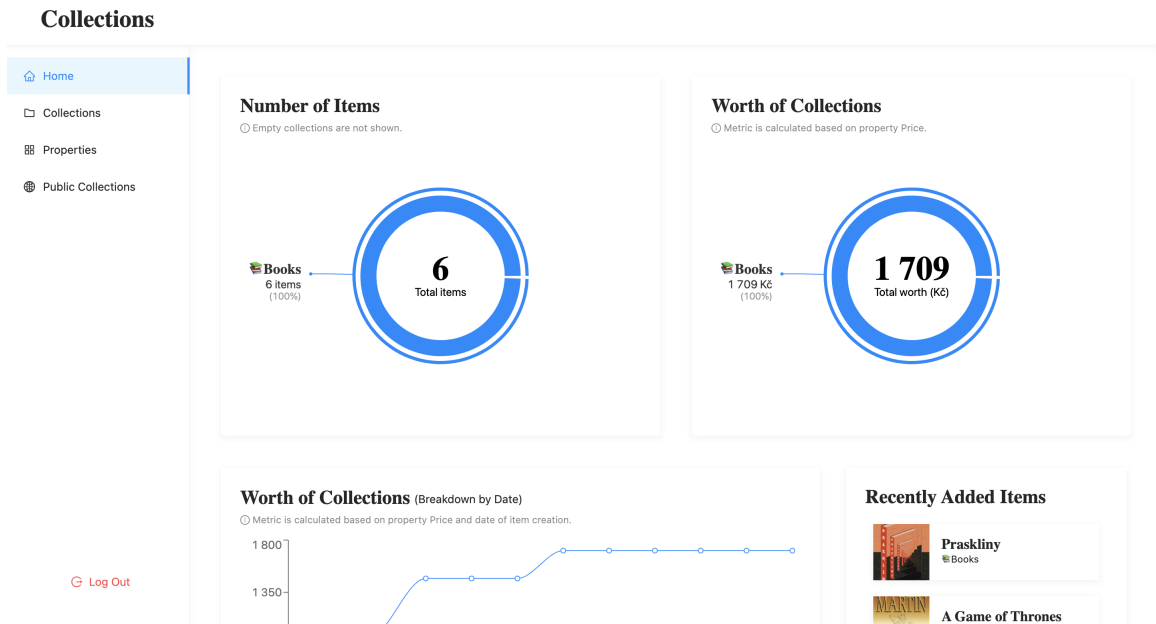 Collections
Home
Collections
Properties
Public Collections
Log Out
Number of Items
Empty collections are not shown.
Books
6 items
(100%)
6
Total items
Worth of Collections
Metric is calculated based on property Price.
Books
1 709 Kč
(100%)
1 709
Total worth (Kč)
Worth of Collections (Breakdown by Date)
Metric is calculated based on property Price and date of item creation.
1 800
1 350
Recently Added Items
Praskliny
Books
MARTIN
A Game of Thrones